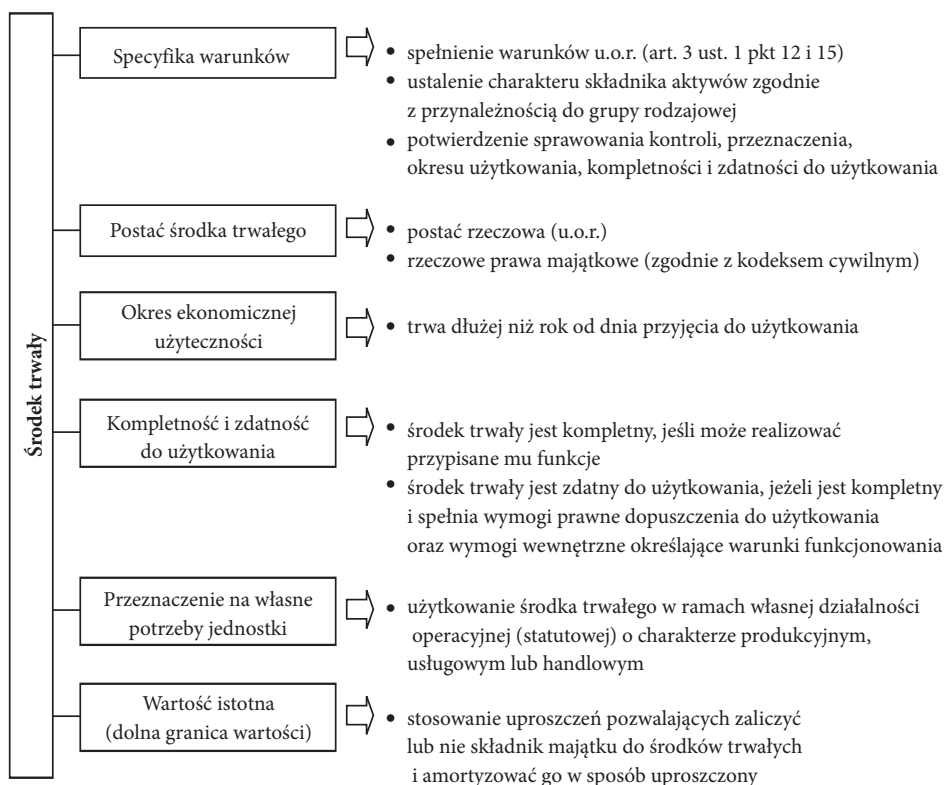 Środek trwały
Specyfika warunków
• spełnienie warunków u.o.r. (art. 3 ust. 1 pkt 12 i 15)
• ustalenie charakteru składnika aktywów zgodnie
z przynależnością do grupy rodzajowej
• potwierdzenie sprawowania kontroli, przeznaczenia,
okresu użytkowania, kompletności i zdatności do użytkowania
Postać środka trwałego
• postać rzeczowa (u.o.r.)
• rzeczowe prawa majątkowe (zgodnie z kodeksem cywilnym)
Okres ekonomicznej
użyteczności
• trwa dłużej niż rok od dnia przyjęcia do użytkowania
Kompletność i zdatność
do użytkowania
• środek trwały jest kompletny, jeśli może realizować
przypisane mu funkcje
• środek trwały jest zdatny do użytkowania, jeżeli jest kompletny
i spełnia wymogi prawne dopuszczenia do użytkowania
oraz wymogi wewnętrzne określające warunki funkcjonowania
Przeznaczenie na własne
potrzeby jednostki
• użytkowanie środka trwałego w ramach własnej działalności
operacyjnej (statutowej) o charakterze produkcyjnym,
usługowym lub handlowym
Wartość istotna
(dolna granica wartości)
• stosowanie uproszczeń pozwalających zaliczyć
lub nie składnik majątku do środków trwałych
i amortyzować go w sposób uproszczony